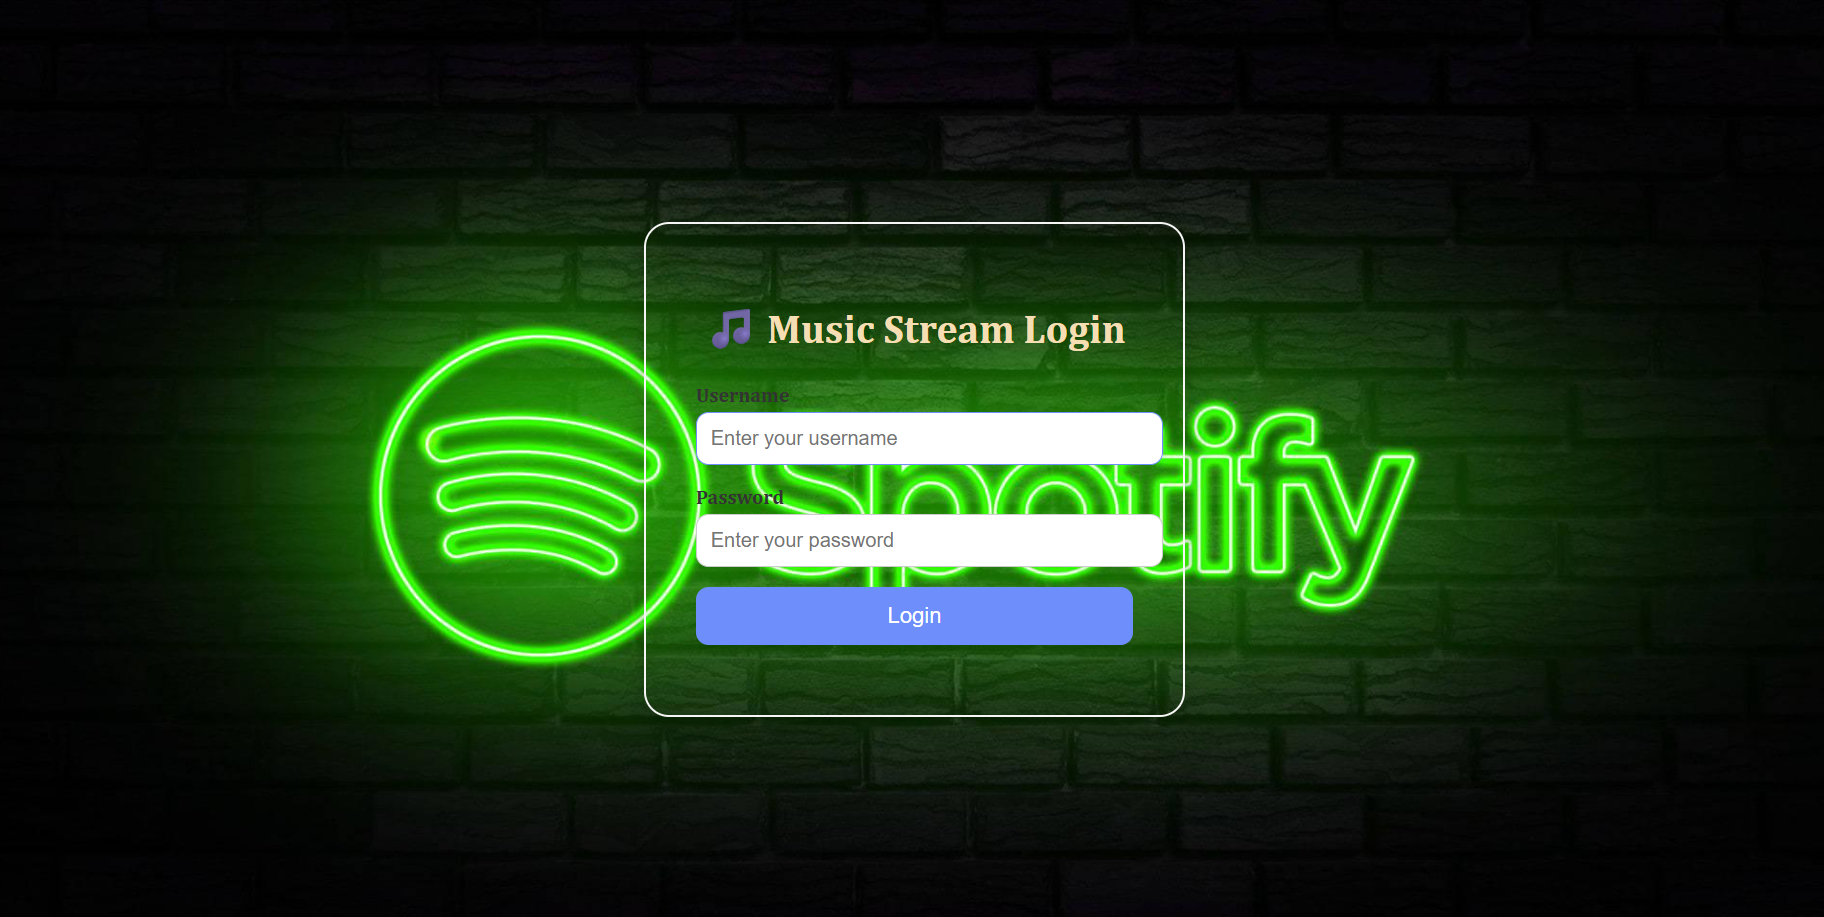 🎵 Music Stream Login
Username
Enter your username
Spotify
Password
Enter your password
Login